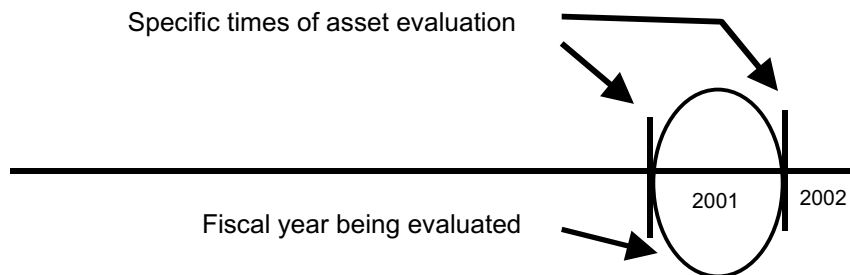 Specific times of asset evaluation
2001
2002
Fiscal year being evaluated